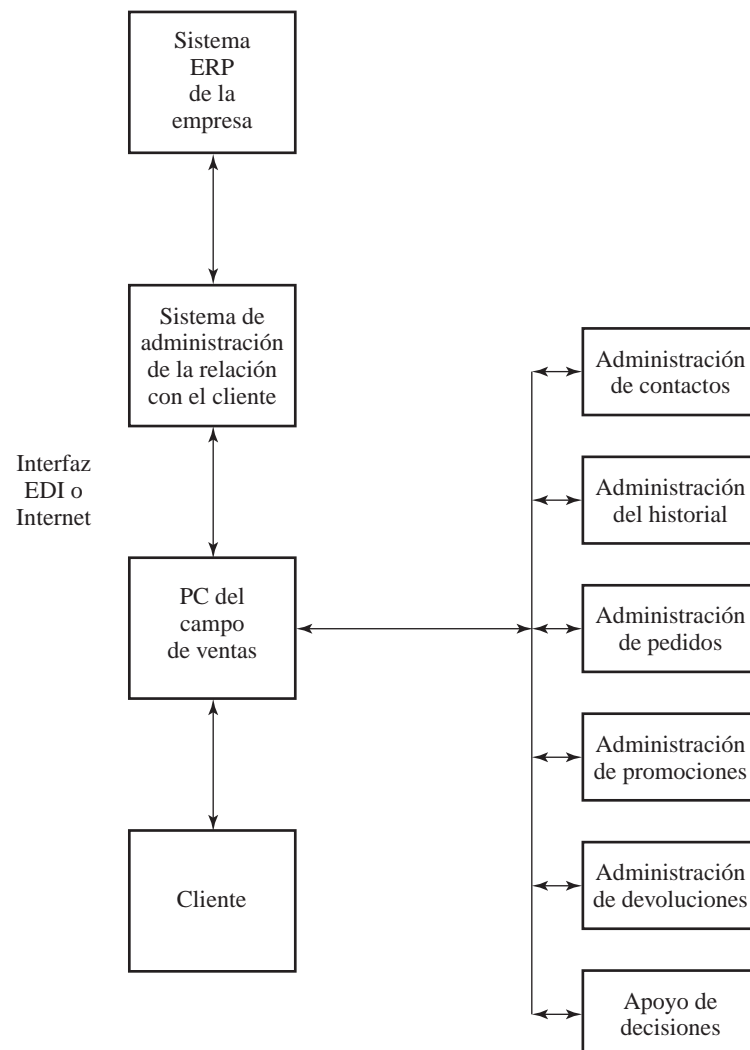 Sistema
ERP
de la
empresa
Sistema de
administración
de la relación
con el cliente
Interfaz
EDI o
Internet
PC del
campo
de ventas
Cliente
Administración
de contactos
Administración
del historial
Administración
de pedidos
Administración
de promociones
Administración
de devoluciones
Apoyo de
decisiones